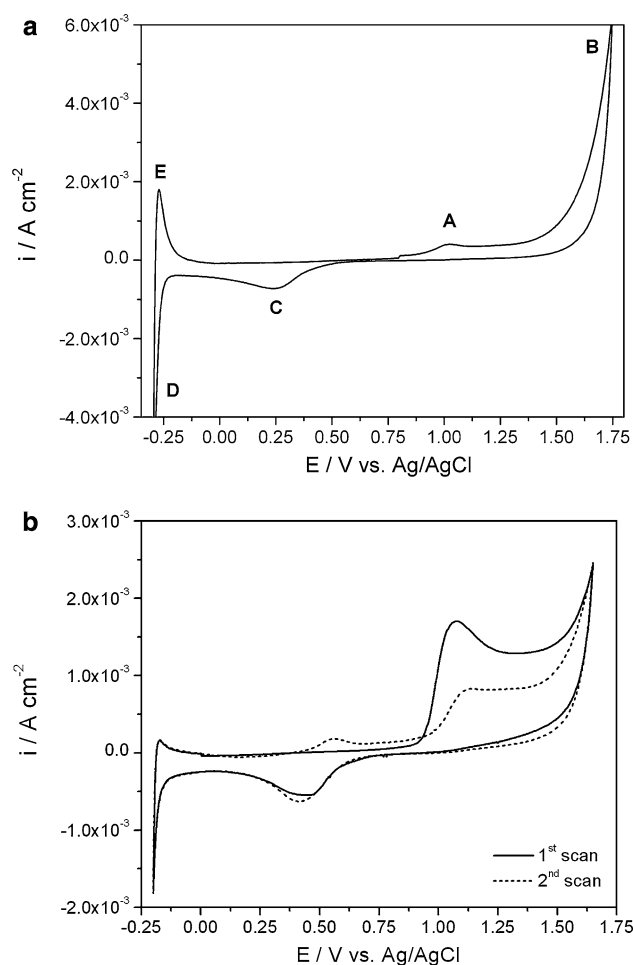 a
6.0x10⁻³
4.0x10⁻³
2.0x10⁻³
0.0
-2.0x10⁻³
-4.0x10⁻³
i / A cm⁻²
A
B
C
D
E
-0.25 0.00 0.25 0.50 0.75 1.00 1.25 1.50 1.75
E / V vs. Ag/AgCl
b
3.0x10⁻³
2.0x10⁻³
1.0x10⁻³
0.0
-1.0x10⁻³
-2.0x10⁻³
i / A cm⁻²
1ˢᵗ scan
2ⁿᵈ scan
-0.25 0.00 0.25 0.50 0.75 1.00 1.25 1.50 1.75
E / V vs. Ag/AgCl